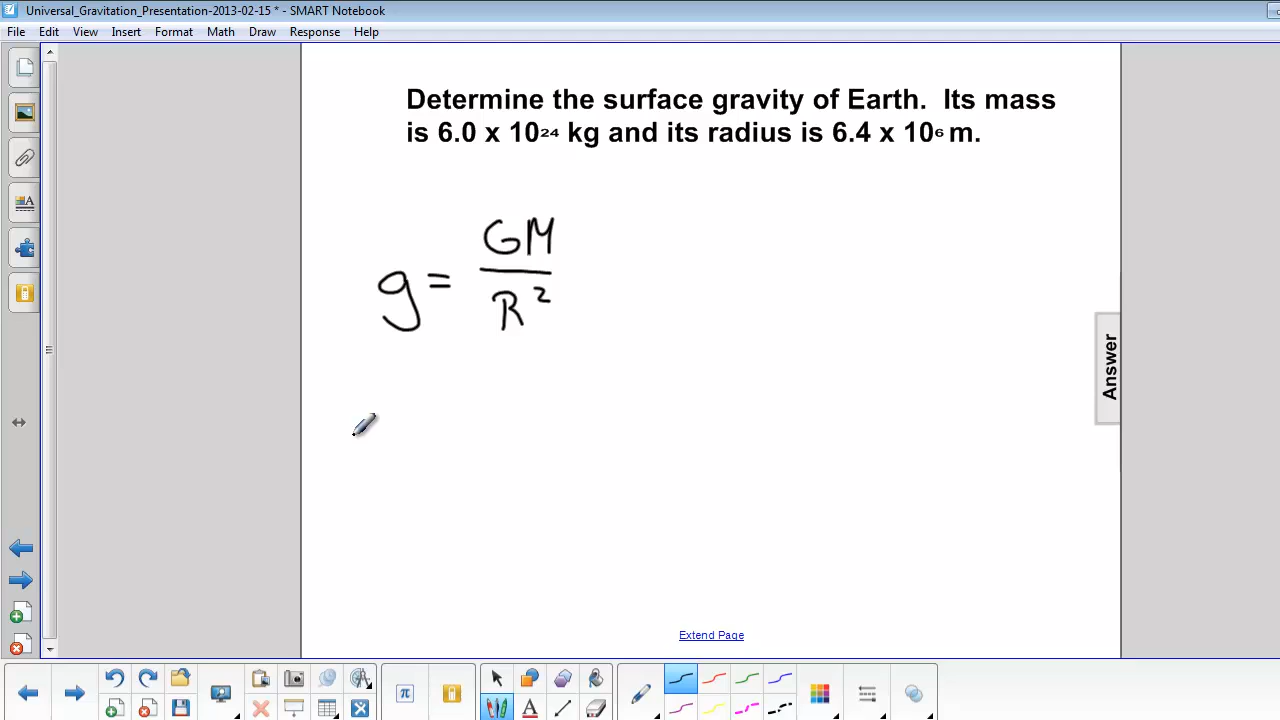 Universal_Gravitation_Presentation-2013-02-15 * - SMART Notebook
File Edit View Insert Format Math Draw Response Help
Determine the surface gravity of Earth. Its mass
is 6.0 x 10²⁴ kg and its radius is 6.4 x 10⁶ m.
g = GM
R²
Answer
Extend Page
π
A